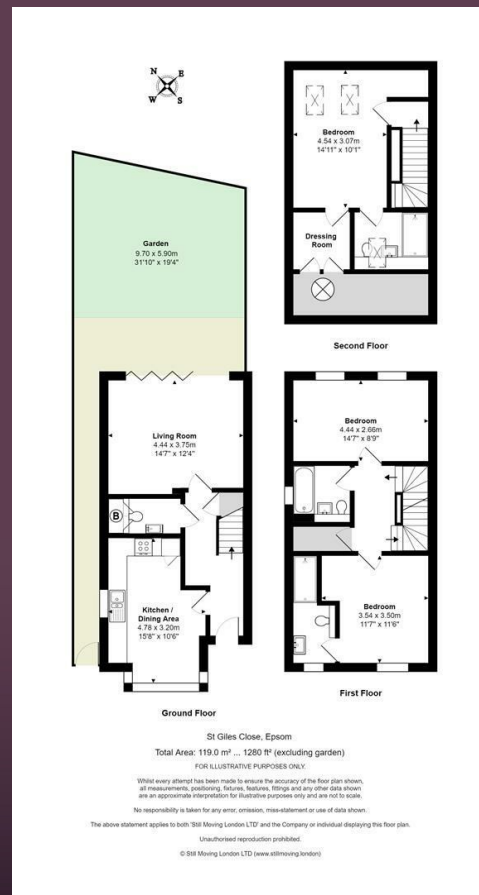 N
E
W
S
Garden
9.70 x 5.90m
31'10" x 19'4"
Living Room
4.44 x 3.75m
14'7" x 12'4"
B
Kitchen /
Dining Area
4.78 x 3.20m
15'8" x 10'6"
Ground Floor
Bedroom
4.54 x 3.07m
14'11" x 10'1"
Dressing
Room
Second Floor
Bedroom
4.44 x 2.66m
14'7" x 8'9"
Bedroom
3.54 x 3.50m
11'7" x 11'6"
First Floor
St Giles Close, Epsom
Total Area: 119.0 m² ... 1280 ft² (excluding garden)
FOR ILLUSTRATIVE PURPOSES ONLY.
Whilst every attempt has been made to ensure the accuracy of the floor plan shown,
all measurements, positioning, fixtures, features, fittings and any other data shown
are an approximate interpretation for illustrative purposes only and are not to scale.
No responsibility is taken for any error, omission, miss-statement or use of data shown.
The above statement applies to both 'Still Moving London LTD' and the Company or individual displaying this floor plan.
Unauthorised reproduction prohibited.
© Still Moving London LTD (www.stillmoving.london)